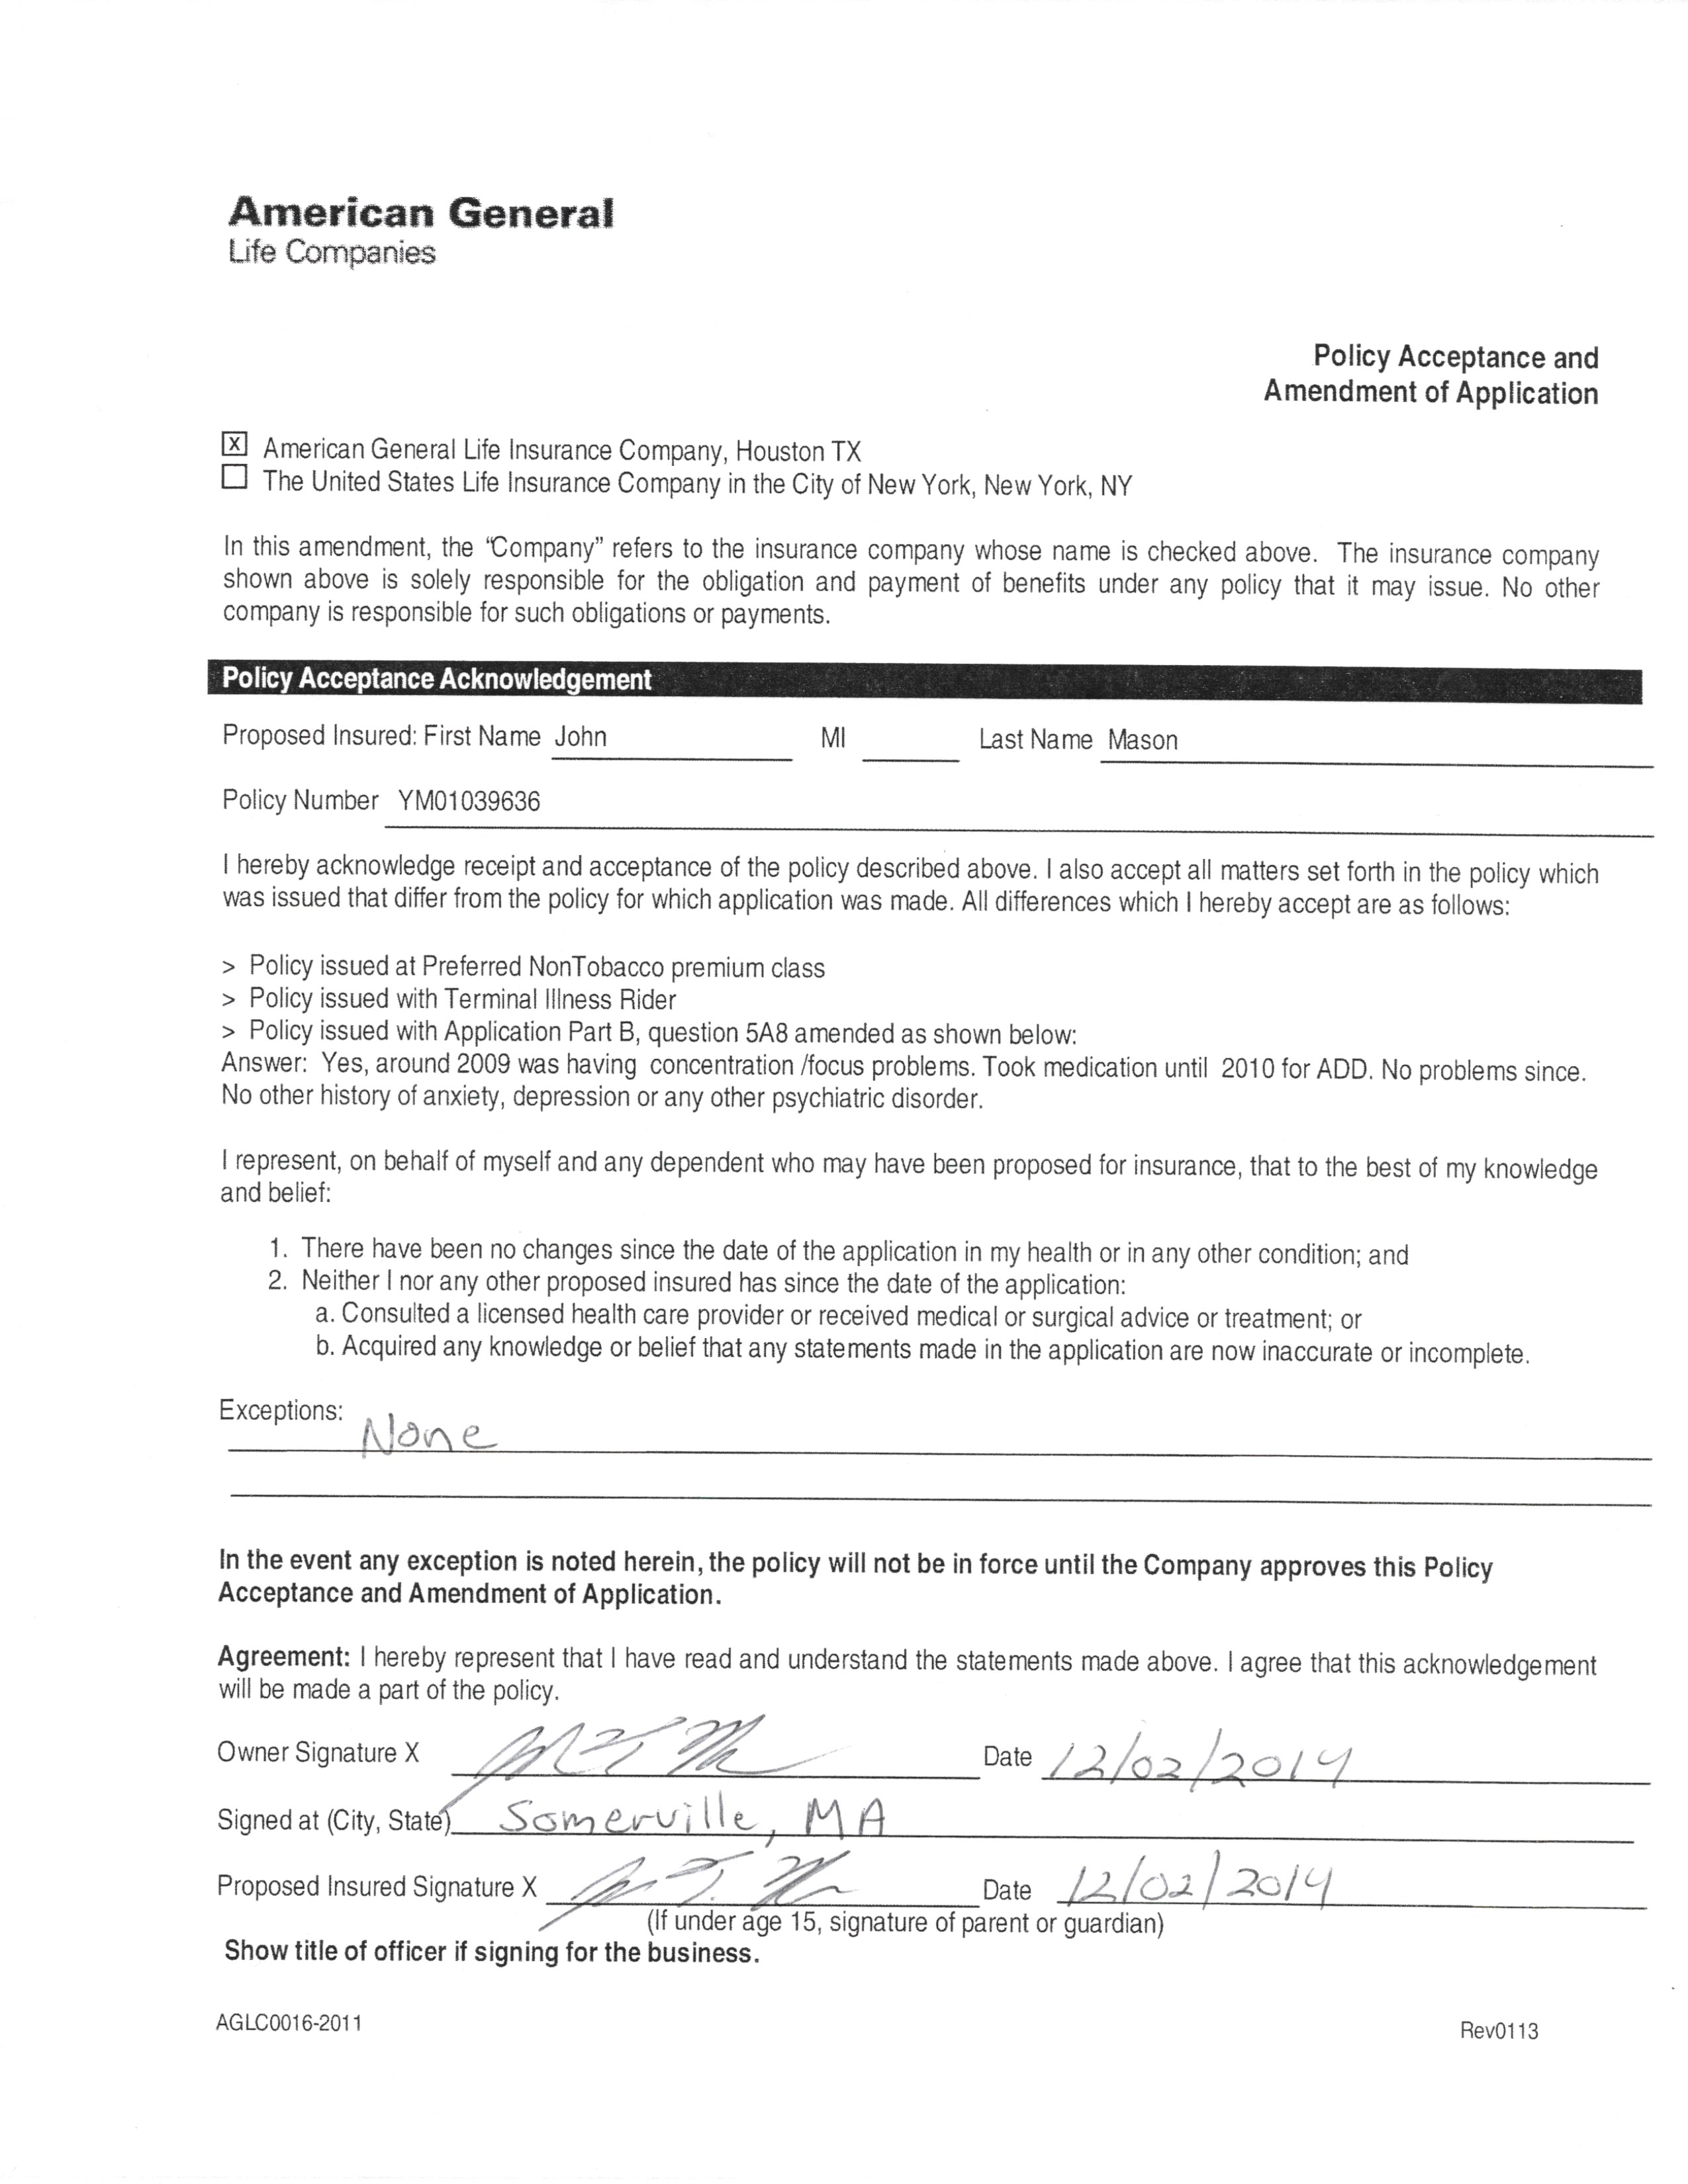 American General
Life Companies
Policy Acceptance and
Amendment of Application
X American General Life Insurance Company, Houston TX
The United States Life Insurance Company in the City of New York, New York, NY
In this amendment, the “Company” refers to the insurance company whose name is checked above. The insurance company
shown above is solely responsible for the obligation and payment of benefits under any policy that it may issue. No other
company is responsible for such obligations or payments.
Policy Acceptance Acknowledgement
Proposed Insured: First Name John MI Last Name Mason
Policy Number YM01039636
I hereby acknowledge receipt and acceptance of the policy described above. I also accept all matters set forth in the policy which
was issued that differ from the policy for which application was made. All differences which I hereby accept are as follows:
> Policy issued at Preferred NonTobacco premium class
> Policy issued with Terminal Illness Rider
> Policy issued with Application Part B, question 5A8 amended as shown below:
Answer: Yes, around 2009 was having concentration /focus problems. Took medication until 2010 for ADD. No problems since.
No other history of anxiety, depression or any other psychiatric disorder.
I represent, on behalf of myself and any dependent who may have been proposed for insurance, that to the best of my knowledge
and belief:
1. There have been no changes since the date of the application in my health or in any other condition; and
2. Neither I nor any other proposed insured has since the date of the application:
a. Consulted a licensed health care provider or received medical or surgical advice or treatment; or
b. Acquired any knowledge or belief that any statements made in the application are now inaccurate or incomplete.
Exceptions: None
In the event any exception is noted herein, the policy will not be in force until the Company approves this Policy
Acceptance and Amendment of Application.
Agreement: I hereby represent that I have read and understand the statements made above. I agree that this acknowledgement
will be made a part of the policy.
Owner Signature X Date 12/02/2014
Signed at (City, State) Somerville, MA
Proposed Insured Signature X Date 12/02/2014
(If under age 15, signature of parent or guardian)
Show title of officer if signing for the business.
AGLC0016-2011
Rev0113